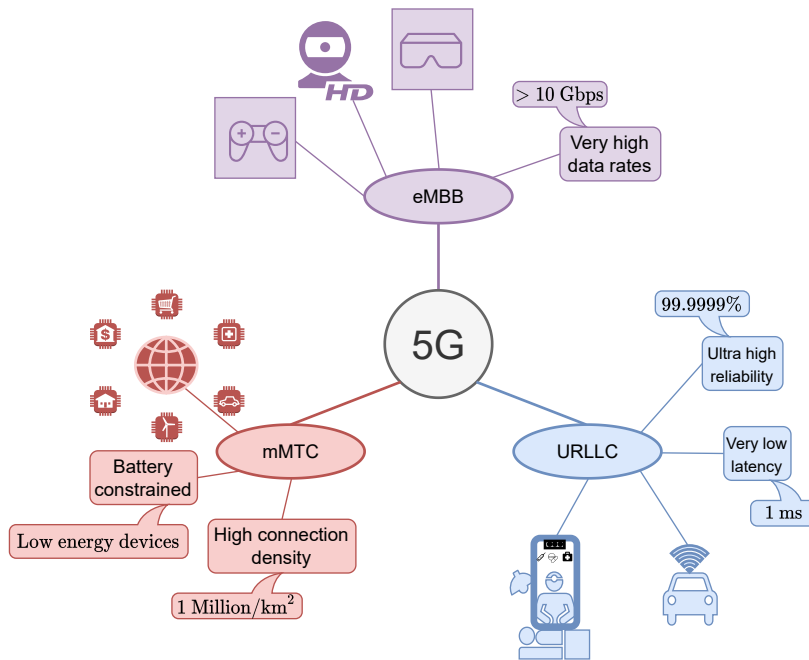 HD
> 10 Gbps
Very high
data rates
eMBB
5G
99.9999%
Ultra high
reliability
mMTC
URLLC
Very low
latency
1 ms
Battery
constrained
Low energy devices
High connection
density
1 Million/km²